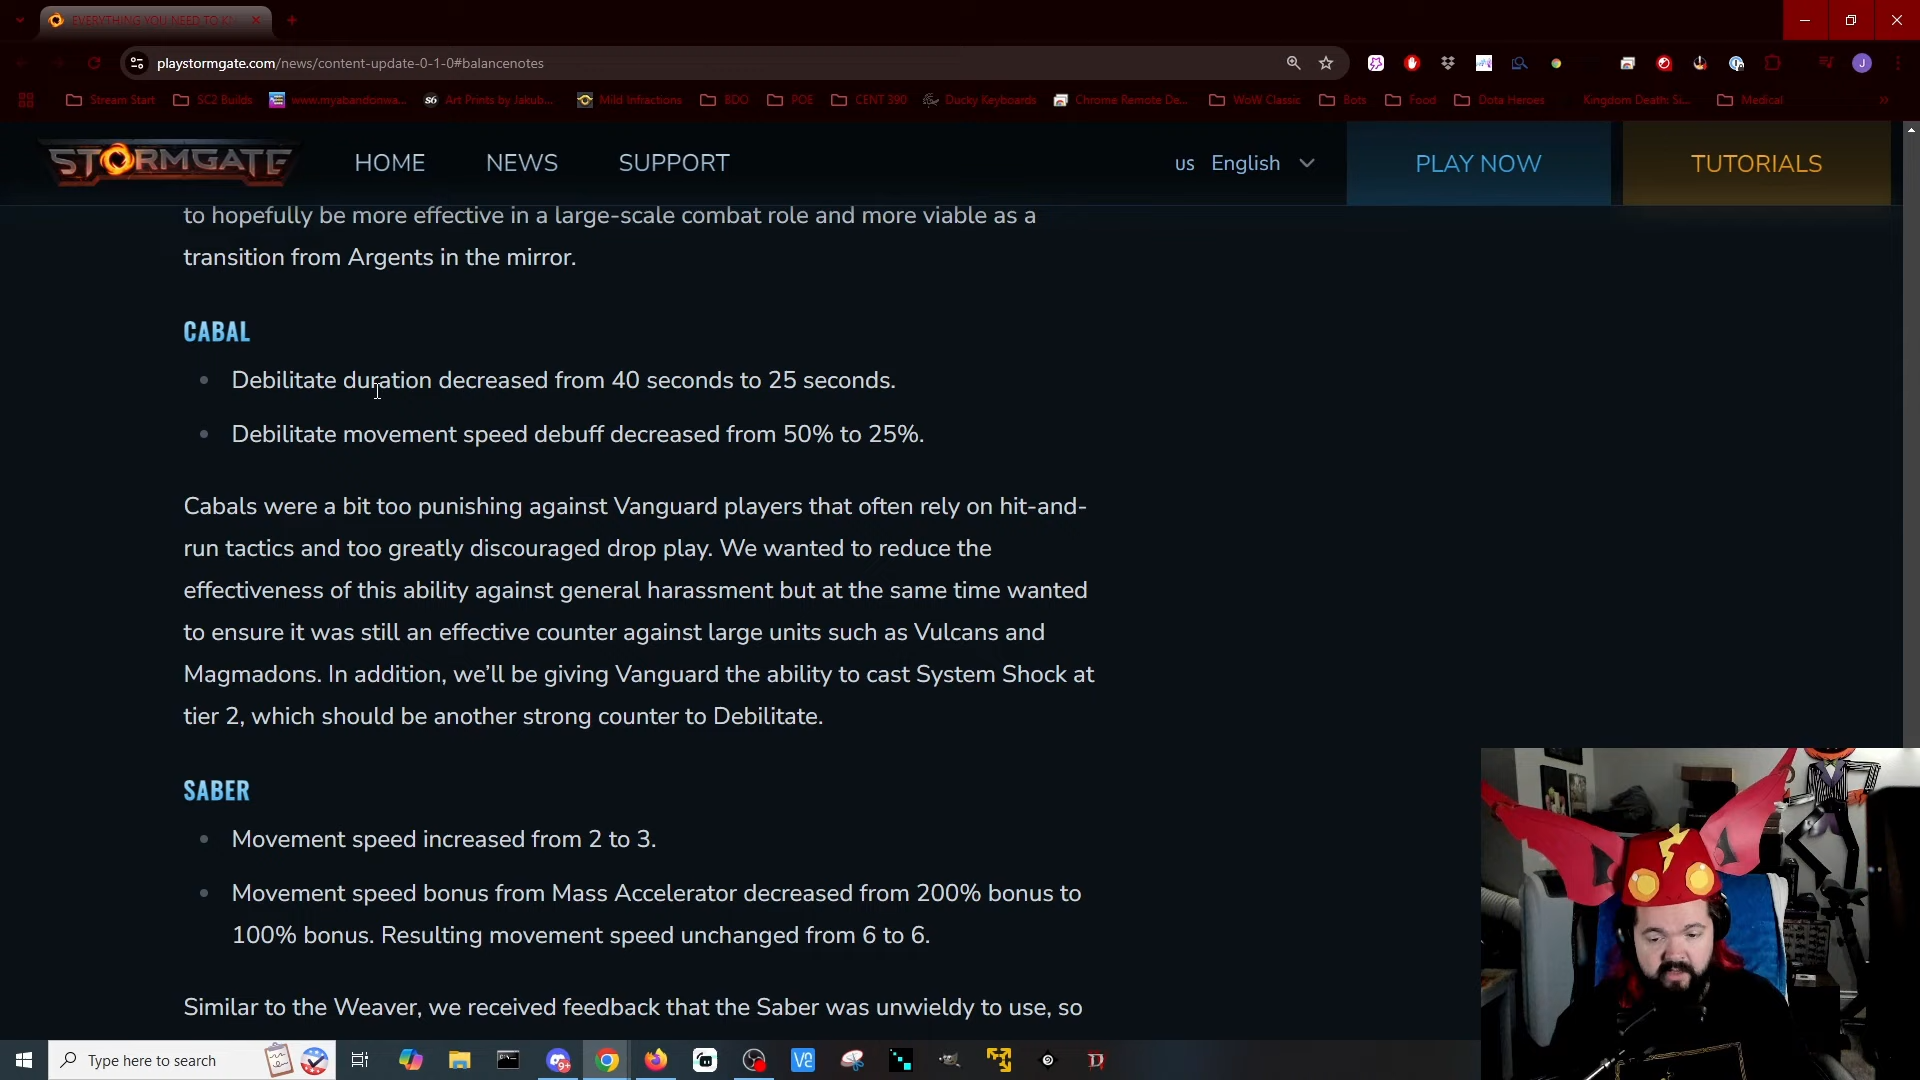 EVERYTHING YOU NEED TO K
playstormgate.com/news/content-update-0-1-0#balancenotes
J
Stream Start
SC2 Builds
www.myabandonwa...
S6 Art Prints by Jakub...
Mild Infractions
BDO
POE
CENT 390
Ducky Keyboards
Chrome Remote De...
WoW Classic
Bots
Food
Dota Heroes
Kingdom Death: Si...
Medical
STORMGATE
HOME
NEWS
SUPPORT
us English
PLAY NOW
TUTORIALS
to hopefully be more effective in a large-scale combat role and more viable as a
transition from Argents in the mirror.
CABAL
Debilitate duration decreased from 40 seconds to 25 seconds.
Debilitate movement speed debuff decreased from 50% to 25%.
Cabals were a bit too punishing against Vanguard players that often rely on hit-and-
run tactics and too greatly discouraged drop play. We wanted to reduce the
effectiveness of this ability against general harassment but at the same time wanted
to ensure it was still an effective counter against large units such as Vulcans and
Magmadons. In addition, we’ll be giving Vanguard the ability to cast System Shock at
tier 2, which should be another strong counter to Debilitate.
SABER
Movement speed increased from 2 to 3.
Movement speed bonus from Mass Accelerator decreased from 200% bonus to
100% bonus. Resulting movement speed unchanged from 6 to 6.
Similar to the Weaver, we received feedback that the Saber was unwieldy to use, so
Type here to search
9+